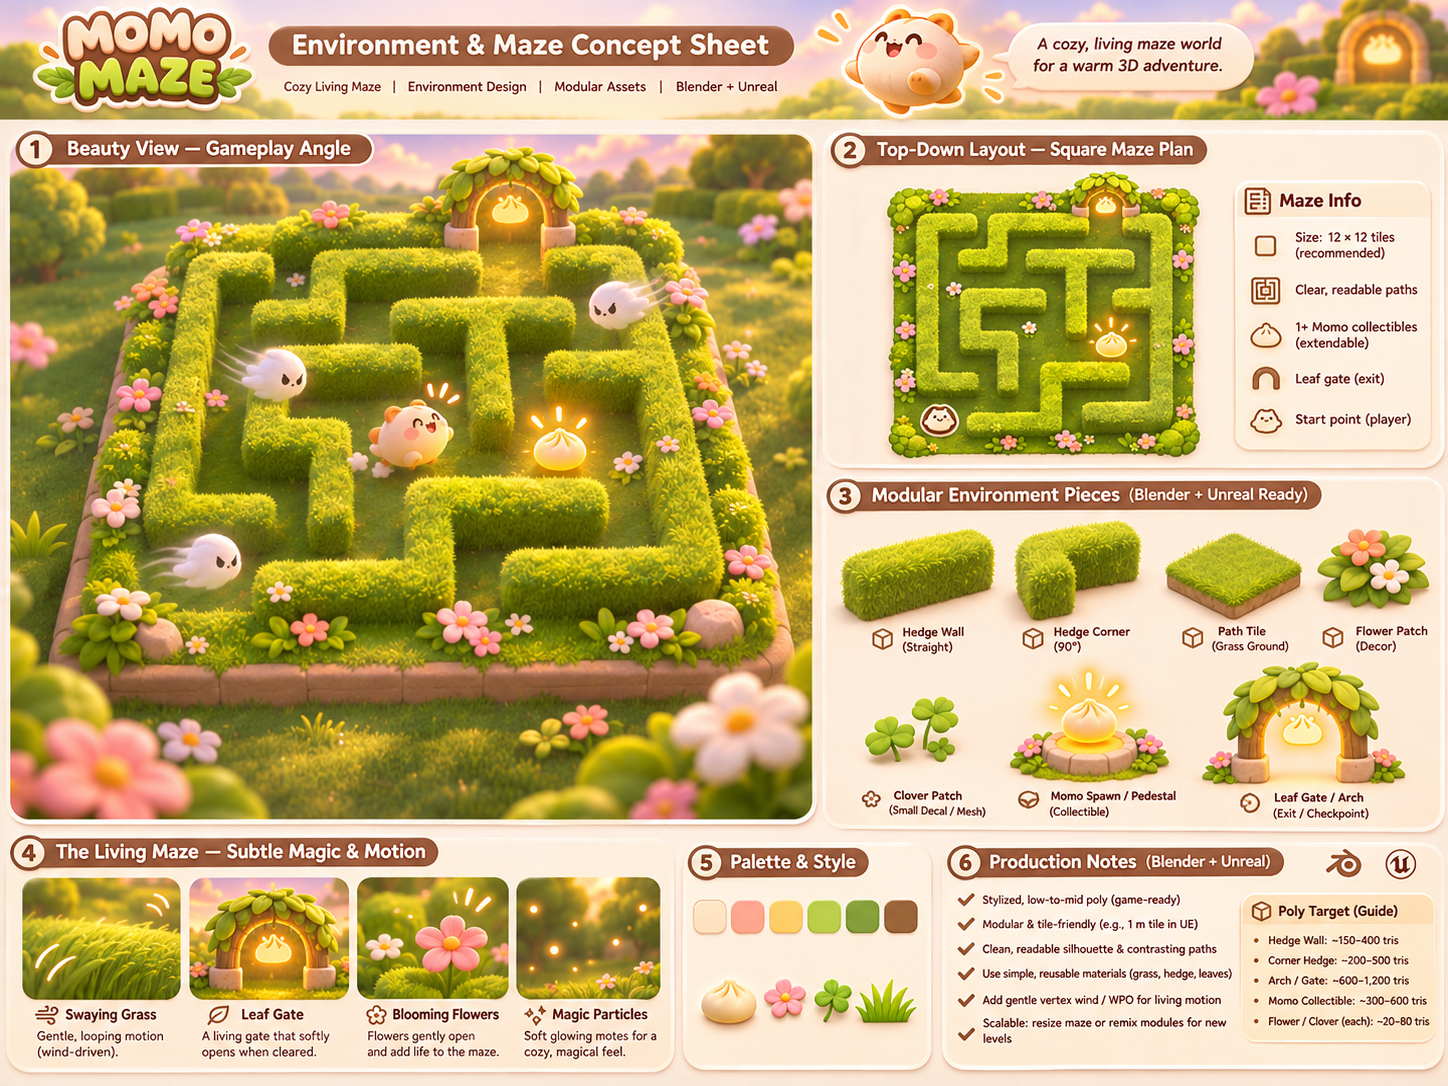 MOMO
MAZE
Environment & Maze Concept Sheet
Cozy Living Maze | Environment Design | Modular Assets | Blender + Unreal
A cozy, living maze world
for a warm 3D adventure.
1 Beauty View — Gameplay Angle
2 Top-Down Layout — Square Maze Plan
Maze Info
Size: 12 × 12 tiles
(recommended)
Clear, readable paths
1+ Momo collectibles
(extendable)
Leaf gate (exit)
Start point (player)
3 Modular Environment Pieces (Blender + Unreal Ready)
Hedge Wall
(Straight)
Hedge Corner
(90°)
Path Tile
(Grass Ground)
Flower Patch
(Decor)
Clover Patch
(Small Decal / Mesh)
Momo Spawn / Pedestal
(Collectible)
Leaf Gate / Arch
(Exit / Checkpoint)
4 The Living Maze — Subtle Magic & Motion
Swaying Grass
Gentle, looping motion
(wind-driven).
Leaf Gate
A living gate that softly
opens when cleared.
Blooming Flowers
Flowers gently open
and add life to the maze.
Magic Particles
Soft glowing motes for a
cozy, magical feel.
5 Palette & Style
6 Production Notes (Blender + Unreal)
Stylized, low-to-mid poly (game-ready)
Modular & tile-friendly (e.g., 1 m tile in UE)
Clean, readable silhouette & contrasting paths
Use simple, reusable materials (grass, hedge, leaves)
Add gentle vertex wind / WPO for living motion
Scalable: resize maze or remix modules for new
levels
Poly Target (Guide)
• Hedge Wall: ~150–400 tris
• Corner Hedge: ~200–500 tris
• Arch / Gate: ~600–1,200 tris
• Momo Collectible: ~300–600 tris
• Flower / Clover (each): ~20–80 tris